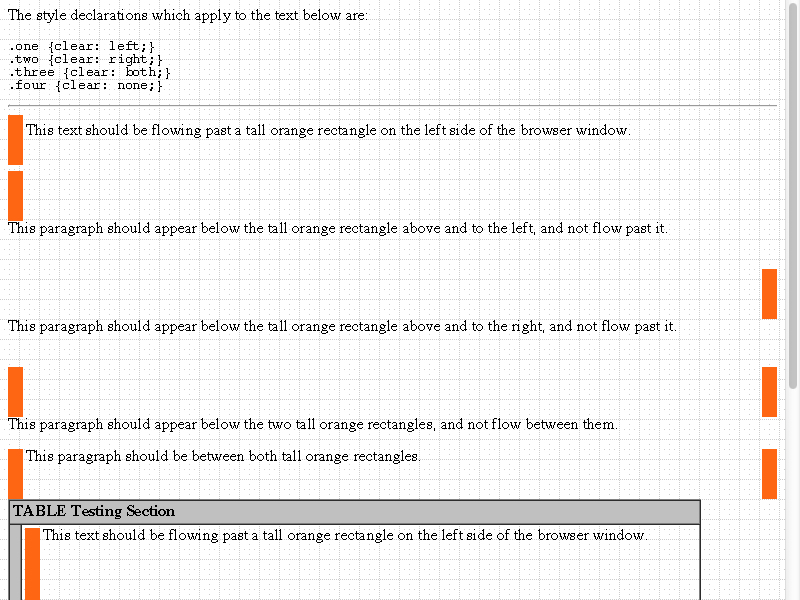 The style declarations which apply to the text below are:
.one {clear: left;}
.two {clear: right;}
.three {clear: both;}
.four {clear: none;}
This text should be flowing past a tall orange rectangle on the left side of the browser window.
This paragraph should appear below the tall orange rectangle above and to the left, and not flow past it.
This paragraph should appear below the tall orange rectangle above and to the right, and not flow past it.
This paragraph should appear below the two tall orange rectangles, and not flow between them.
This paragraph should be between both tall orange rectangles.
TABLE Testing Section
This text should be flowing past a tall orange rectangle on the left side of the browser window.